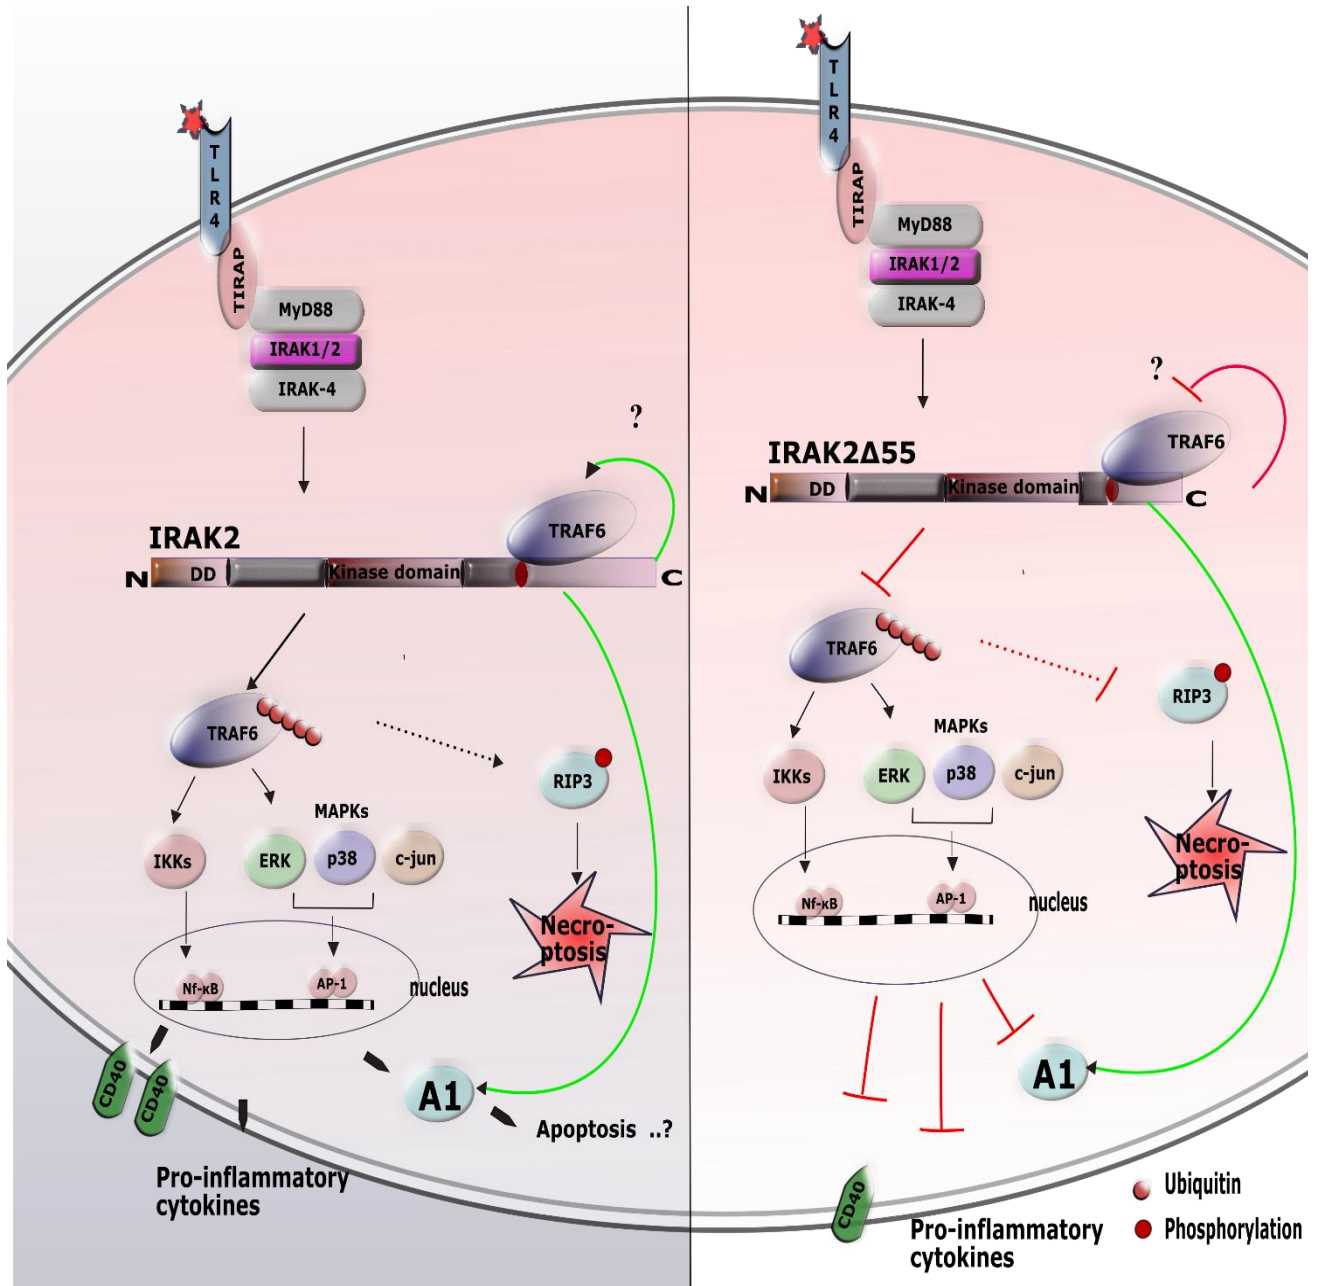 TLR4
TIRAP
MyD88
IRAK1/2
IRAK-4
?
IRAK2
TRAF6
N
DD
Kinase domain
C
TRAF6
RIP3
MAPKs
IKKs
ERK
p38
c-jun
Necro-
ptosis
Nf-κB
AP-1
nucleus
CD40
CD40
A1
Apoptosis ..?
Pro-inflammatory
cytokines
TLR4
TIRAP
MyD88
IRAK1/2
IRAK-4
?
TRAF6
IRAK2Δ55
N
DD
Kinase domain
C
TRAF6
RIP3
MAPKs
IKKs
ERK
p38
c-jun
Necro-
ptosis
Nf-κB
AP-1
nucleus
A1
CD40
Pro-inflammatory
cytokines
Ubiquitin
Phosphorylation